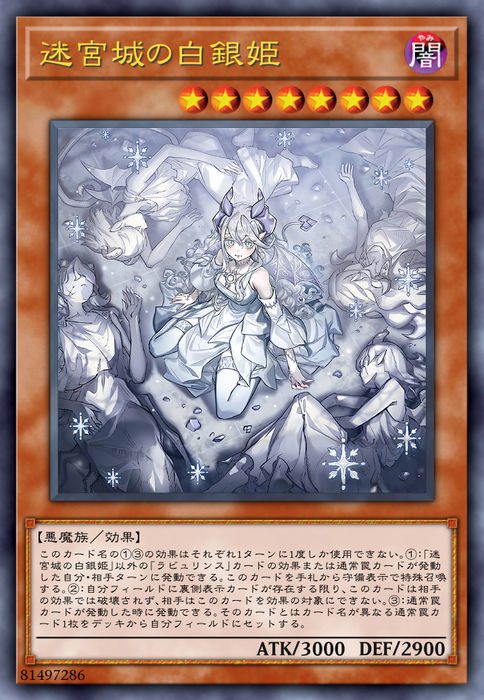 迷宮城の白銀姫
やみ
闇
【悪魔族／効果】
このカード名の①③の効果はそれぞれ1ターンに1度しか使用できない。①：「迷
宮城の白銀姫」以外の「ラビュリンス」カードの効果または通常罠カードが発動
した自分・相手ターンに発動できる。このカードを手札から守備表示で特殊召喚
する。②：自分フィールドに裏側表示カードが存在する限り、このカードは相手
の効果では破壊されず、相手はこのカードを効果の対象にできない。③：通常罠
カードが発動した時に発動できる。そのカードとはカード名が異なる通常罠カー
ド1枚をデッキから自分フィールドにセットする。
ATK/3000 DEF/2900
81497286